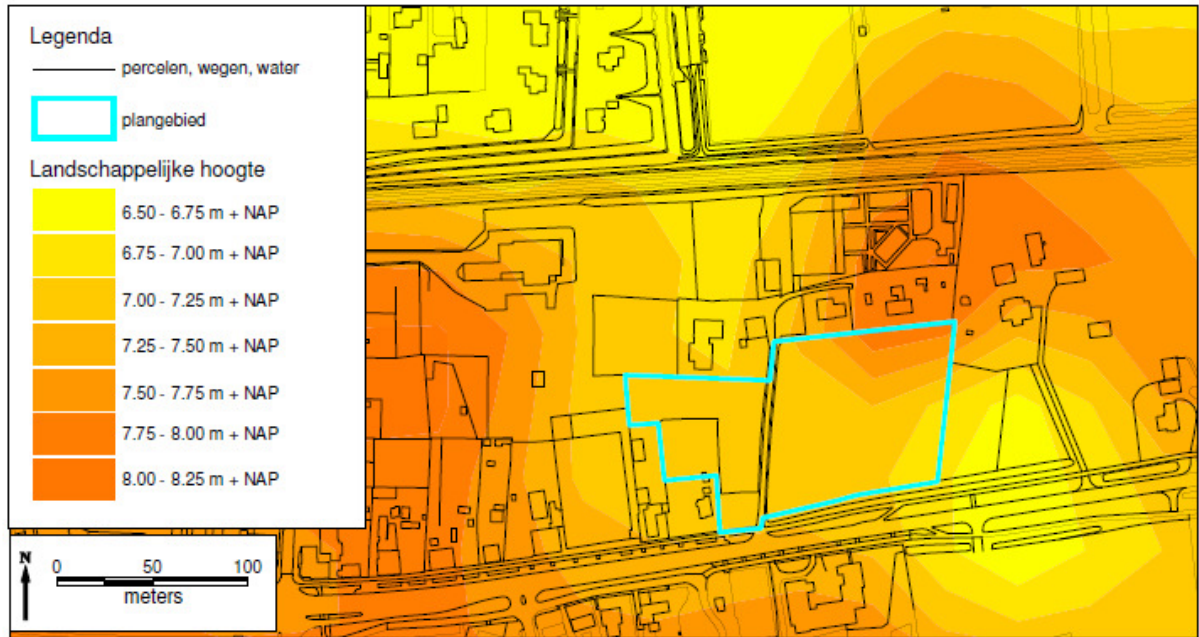 Legenda
percelen, wegen, water
plangebied
Landschappelijke hoogte
6.50 - 6.75 m + NAP
6.75 - 7.00 m + NAP
7.00 - 7.25 m + NAP
7.25 - 7.50 m + NAP
7.50 - 7.75 m + NAP
7.75 - 8.00 m + NAP
8.00 - 8.25 m + NAP
N
0 50 100
meters